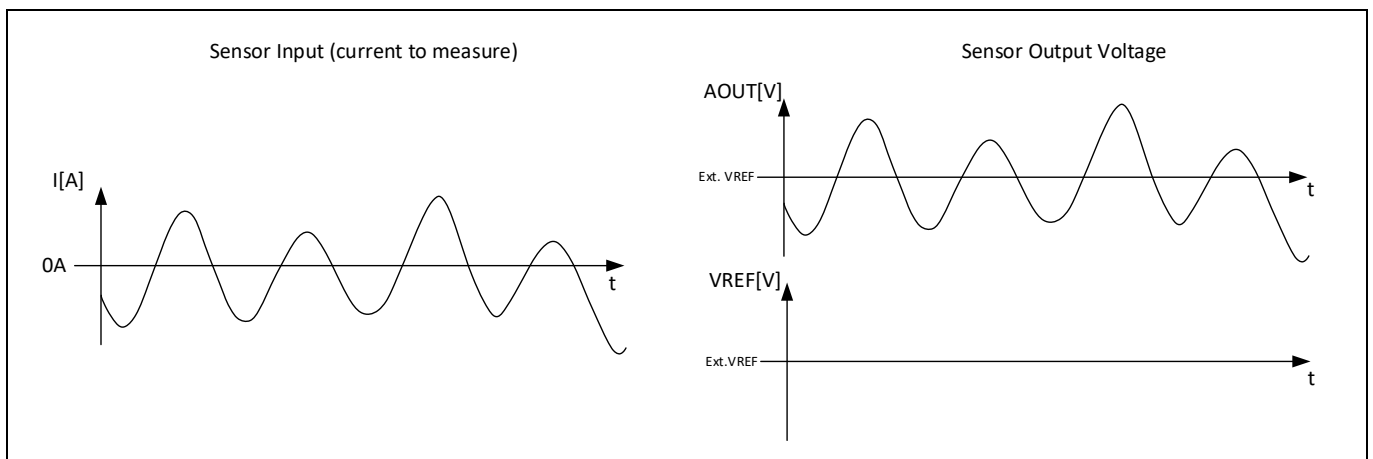 Sensor Input (current to measure)
I[A]
0A
t
Sensor Output Voltage
AOUT[V]
Ext. VREF
t
VREF[V]
Ext.VREF
t